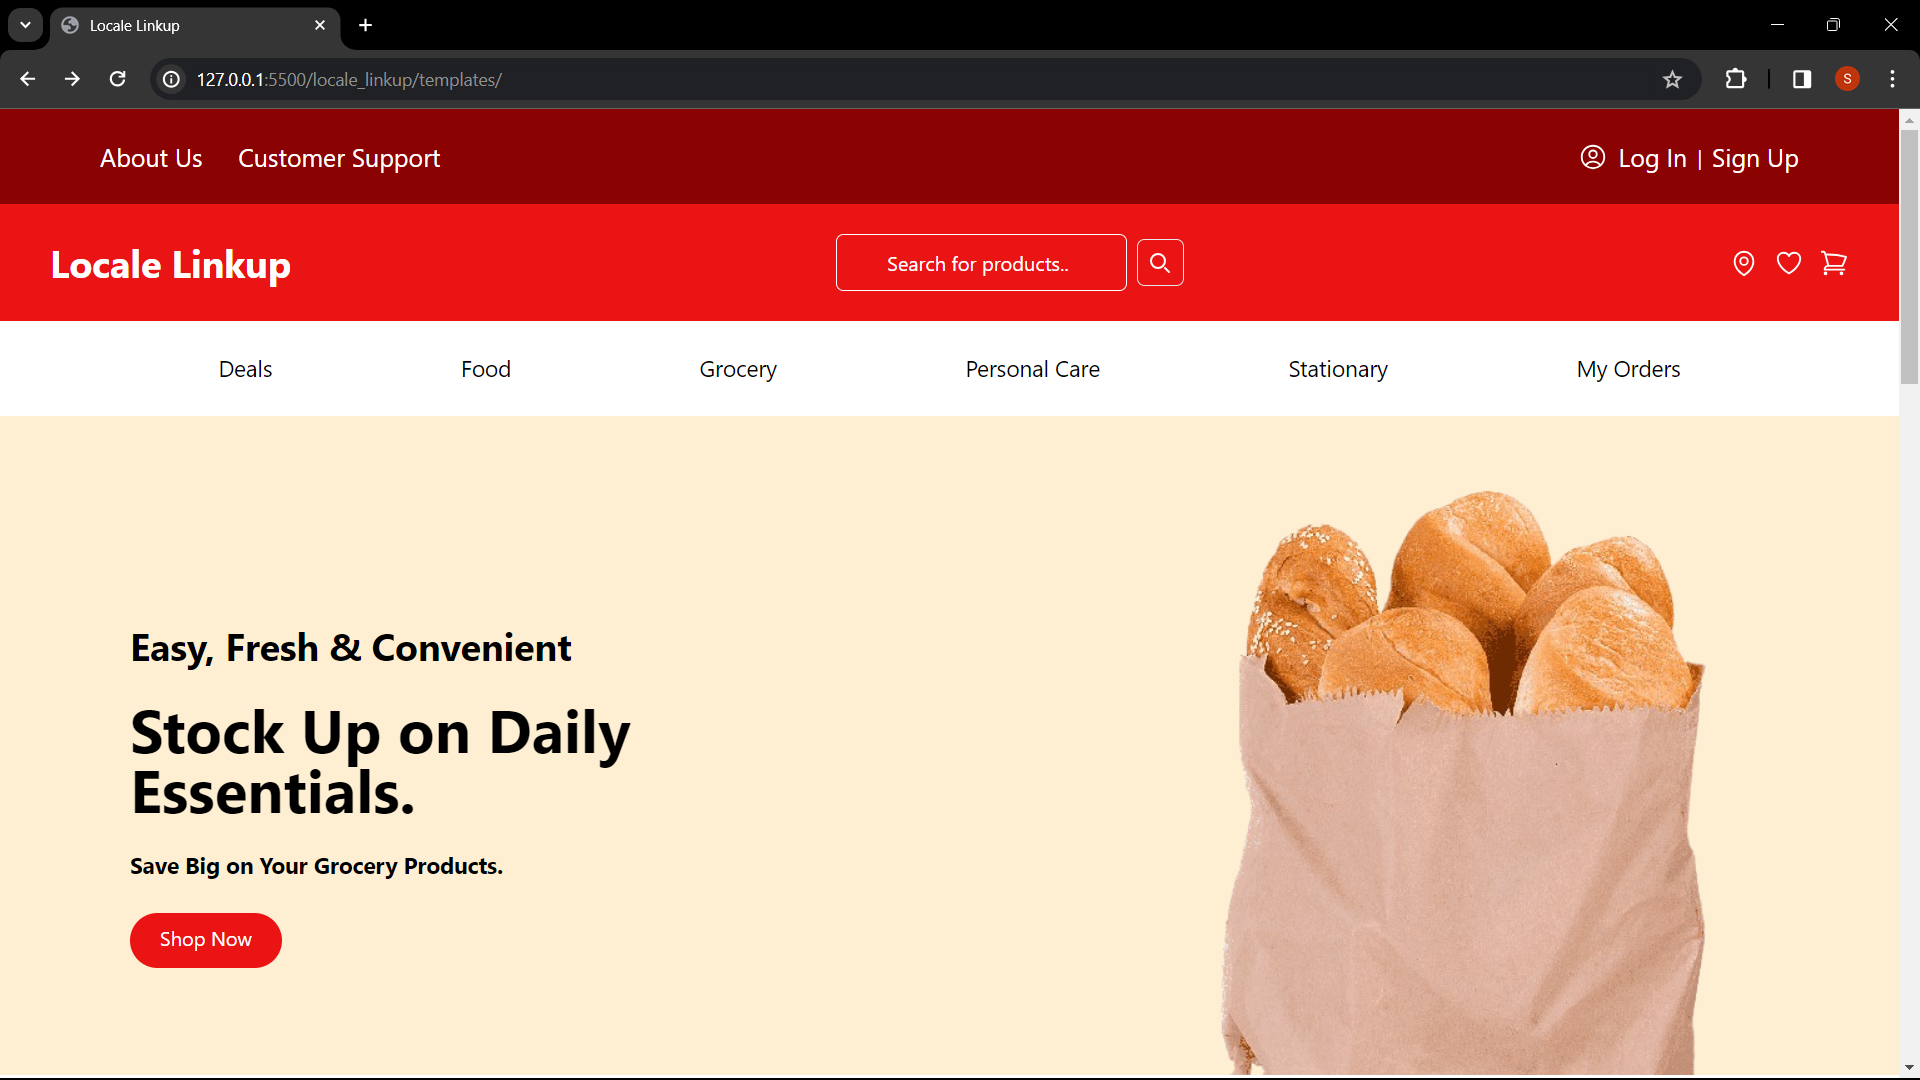 Locale Linkup
127.0.0.1:5500/locale_linkup/templates/
S
About Us Customer Support Log In | Sign Up
Locale Linkup Search for products..
Deals Food Grocery Personal Care Stationary My Orders
Easy, Fresh & Convenient
Stock Up on Daily
Essentials.
Save Big on Your Grocery Products.
Shop Now